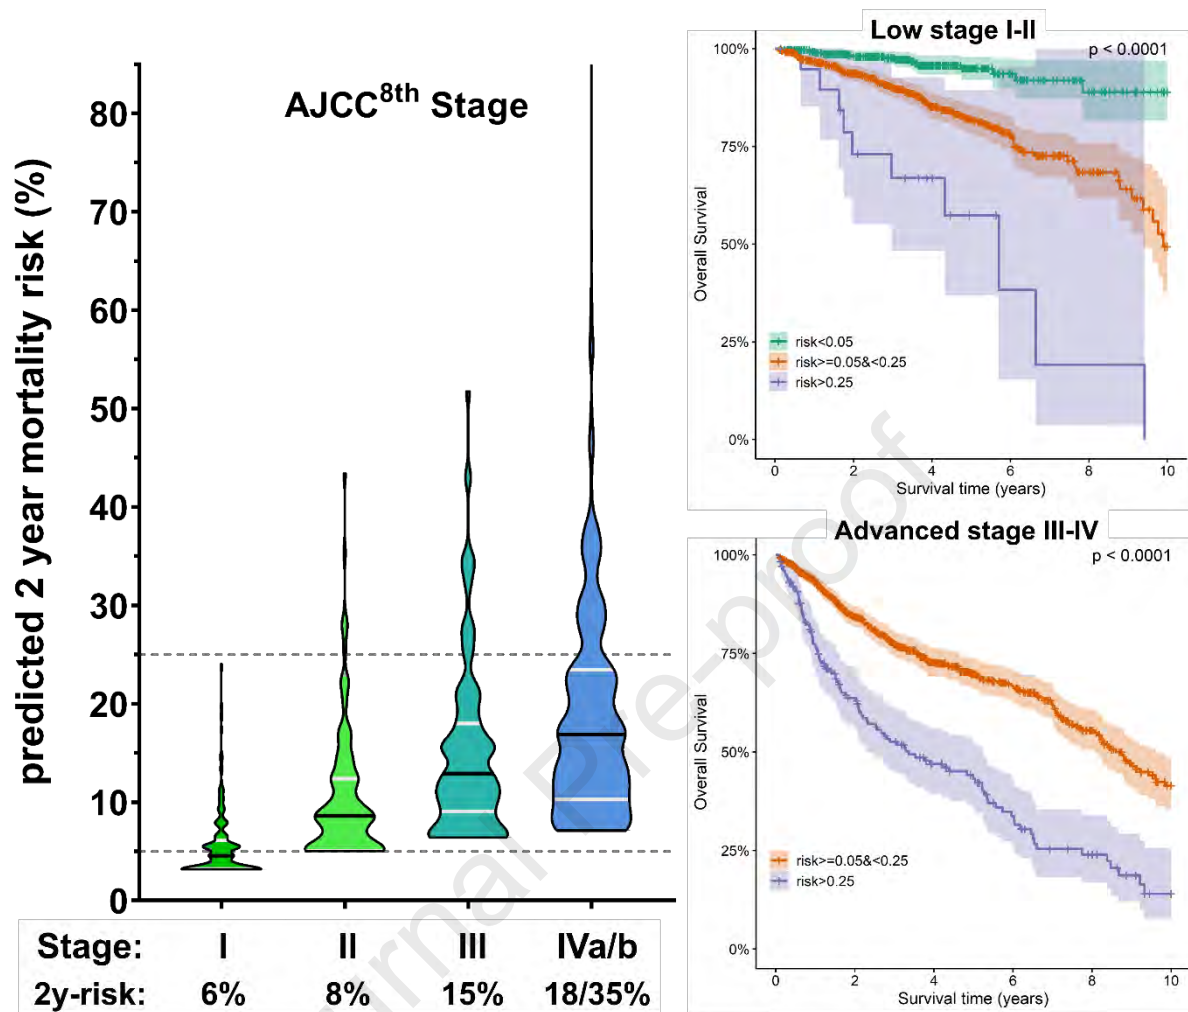 AJCC8th Stage
predicted 2 year mortality risk (%)
80
70
60
50
40
30
20
10
0
Stage: I II III IVa/b
2y-risk: 6% 8% 15% 18/35%
Low stage I-II
p < 0.0001
Overall Survival
100%
75%
50%
25%
0%
risk<0.05
risk>=0.05&<0.25
risk>0.25
0 2 4 6 8 10
Survival time (years)
Advanced stage III-IV
p < 0.0001
Overall Survival
100%
75%
50%
25%
0%
risk>=0.05&<0.25
risk>0.25
0 2 4 6 8 10
Survival time (years)
urnal Pre-proof